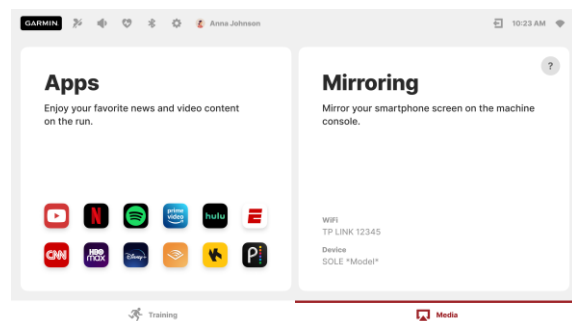 GARMIN
Anna Johnson
10:23 AM
Apps
Enjoy your favorite news and video content
on the run.
prime
video
hulu
E
CNN
HBO
max
Disney+
P
?
Mirroring
Mirror your smartphone screen on the machine
console.
WiFi
TP LINK 12345
Device
SOLE *Model*
Training
Media